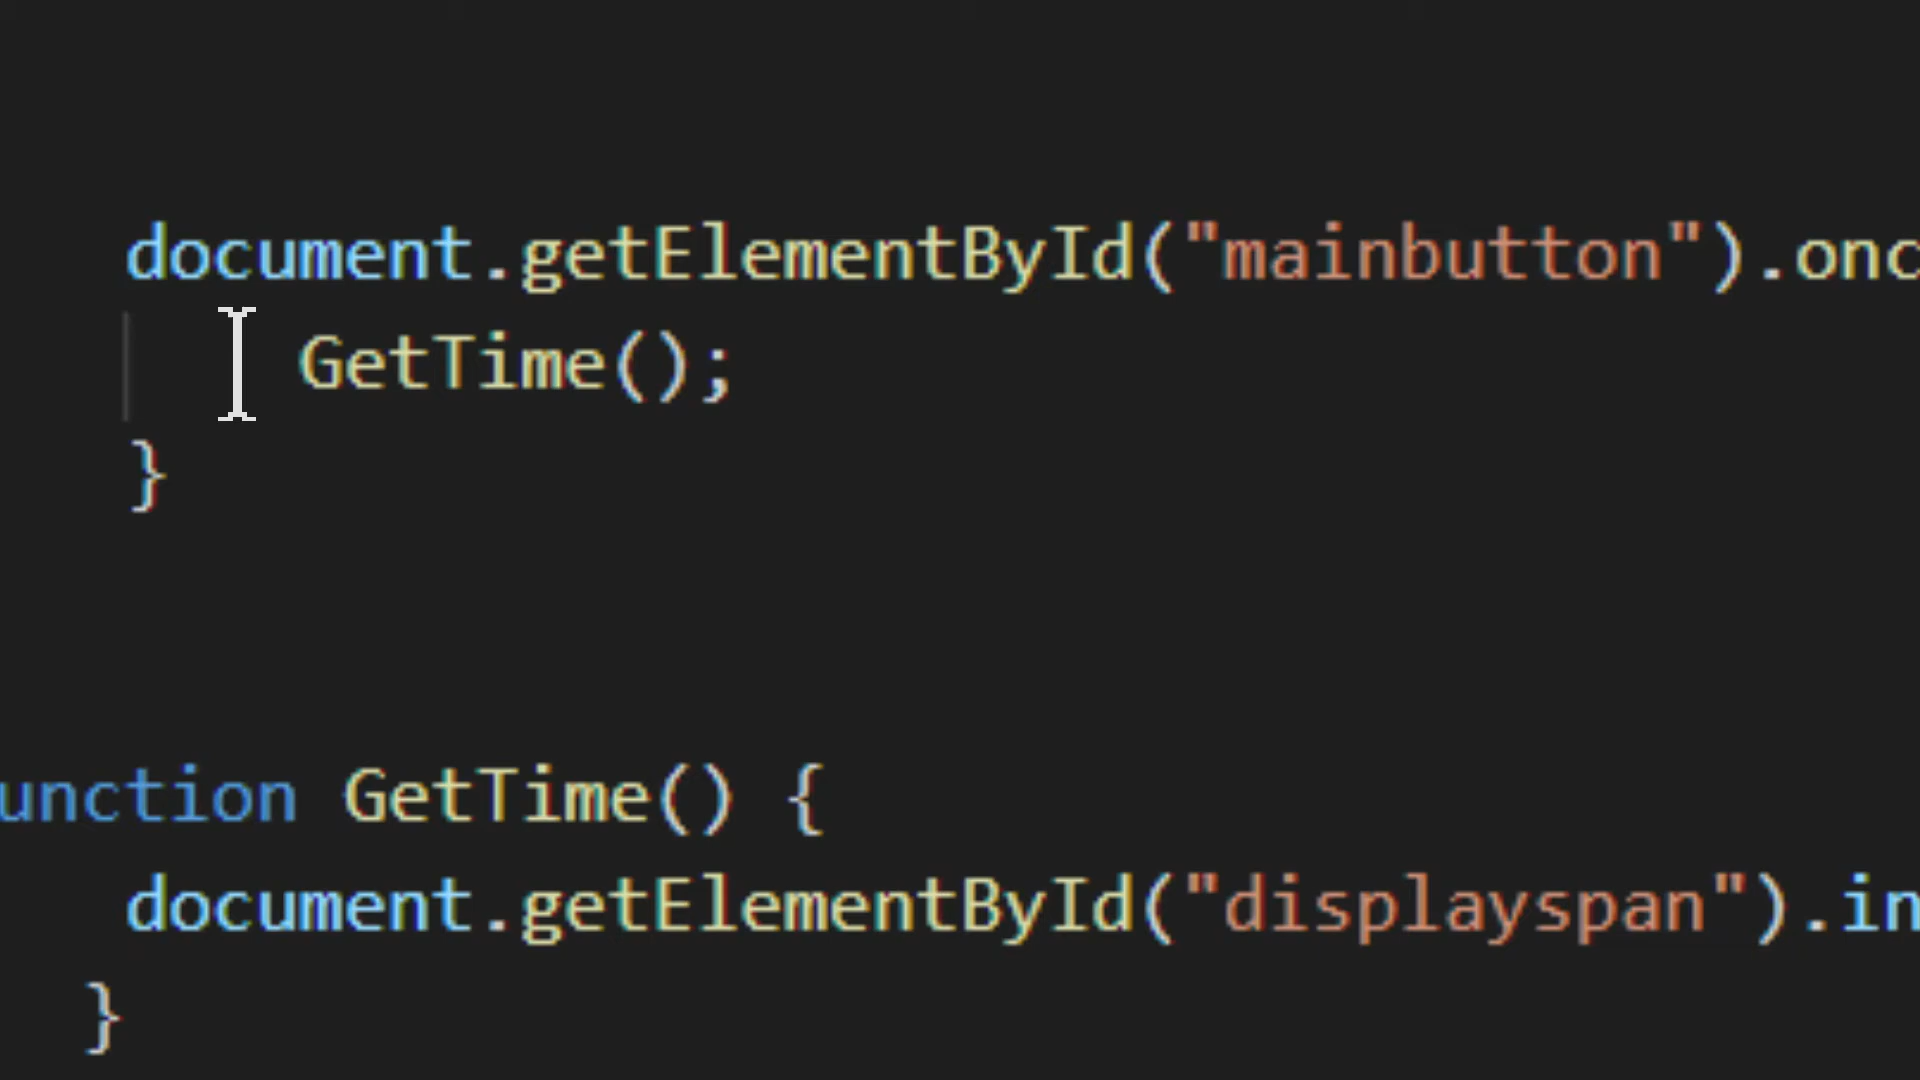 document.getElementById("mainbutton").onc
GetTime();
}
unction GetTime() {
document.getElementById("displayspan").in
}